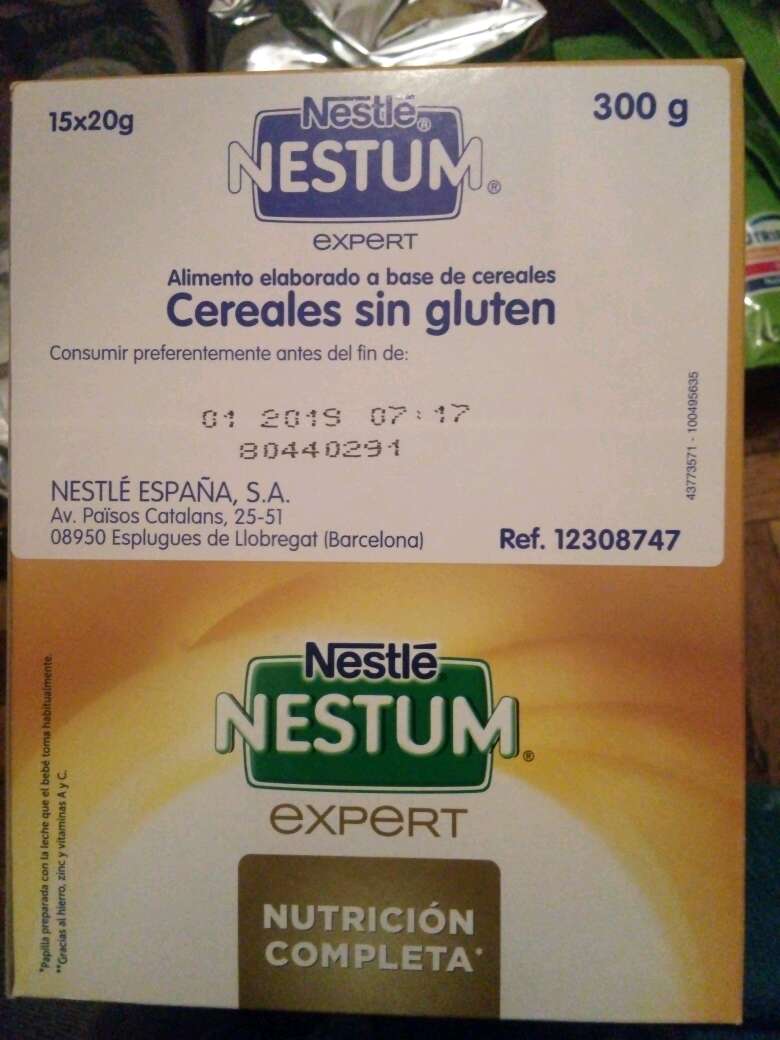 15x20g
300 g
Nestlé®
NESTUM®
EXPERT
Alimento elaborado a base de cereales
Cereales sin gluten
Consumir preferentemente antes del fin de:
01 2019 07:17
80440291
43773571 - 100495635
NESTLÉ ESPAÑA, S.A.
Av. Països Catalans, 25-51
08950 Esplugues de Llobregat (Barcelona)
Ref. 12308747
Nestlé
NESTUM®
EXPERT
NUTRICIÓN
COMPLETA*
*Papilla preparada con la leche que el bebé toma habitualmente.
**Gracias al hierro, zinc y vitaminas A y C.